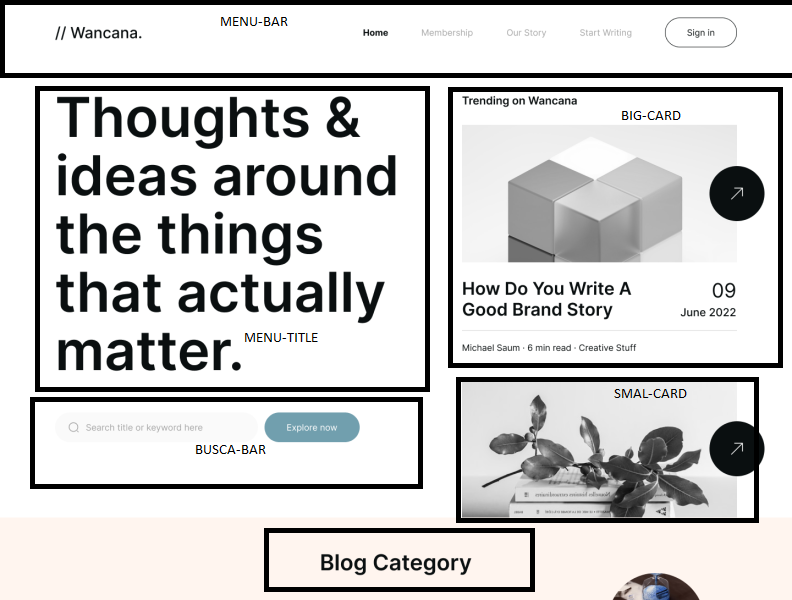 MENU-BAR
// Wancana.
Home
Membership
Our Story
Start Writing
Sign in
Thoughts &
ideas around
the things
that actually
matter.
MENU-TITLE
Search title or keyword here
Explore now
BUSCA-BAR
Trending on Wancana
BIG-CARD
How Do You Write A
Good Brand Story
09
June 2022
Michael Saum · 6 min read · Creative Stuff
SMAL-CARD
Blog Category